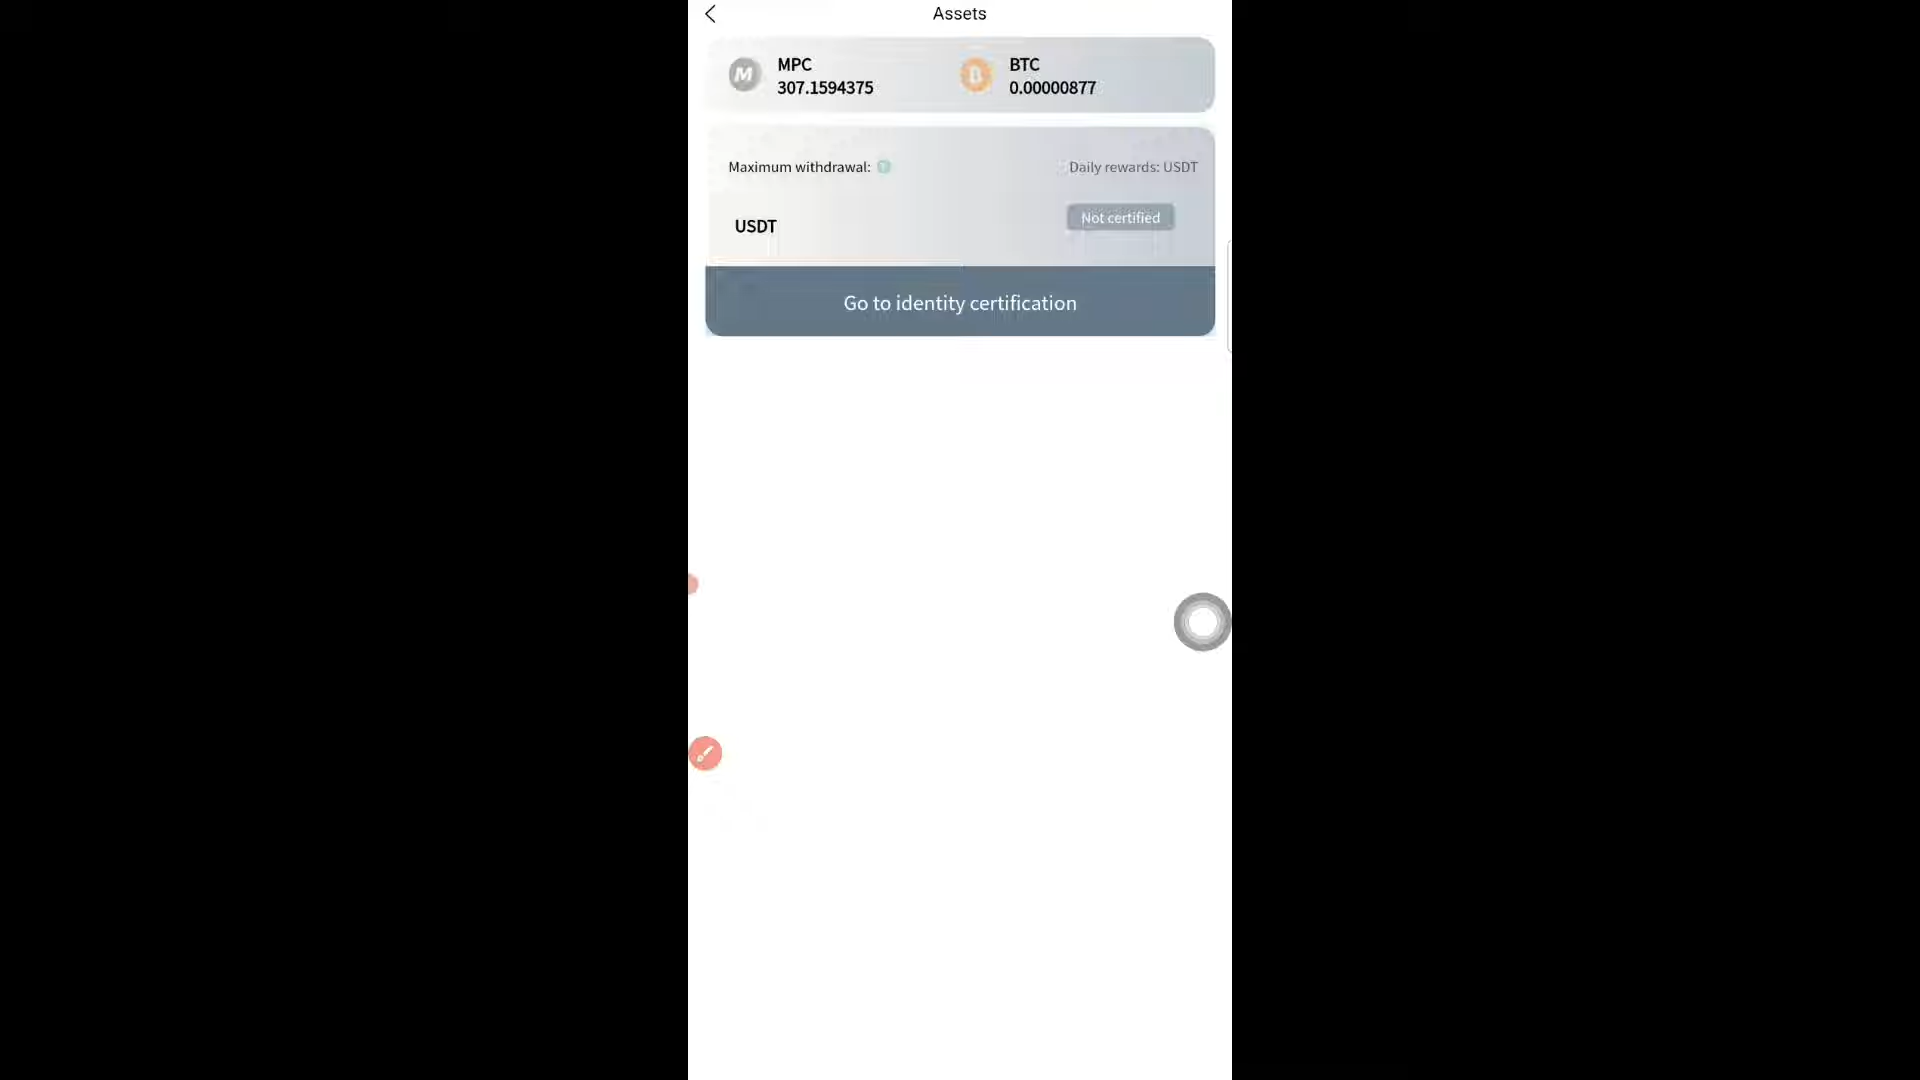 Assets
MPC
307.1594375
BTC
0.00000877
Maximum withdrawal: ?
Daily rewards: USDT
USDT
Not certified
Go to identity certification